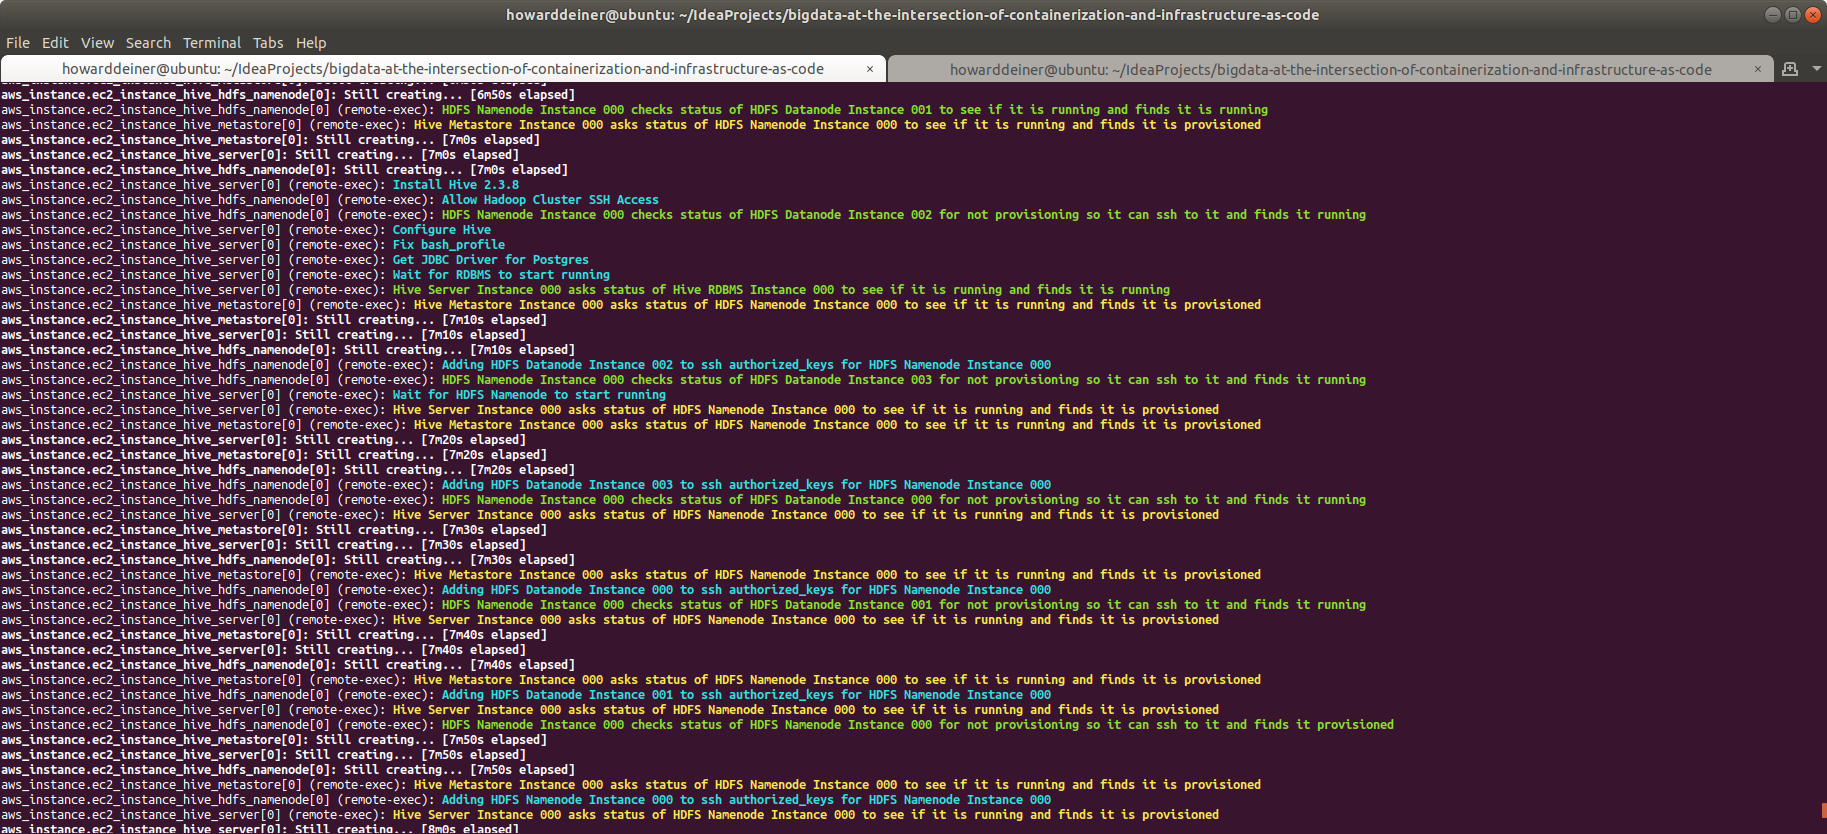 howarddeiner@ubuntu: ~/IdeaProjects/bigdata-at-the-intersection-of-containerization-and-infrastructure-as-code
File Edit View Search Terminal Tabs Help
howarddeiner@ubuntu: ~/IdeaProjects/bigdata-at-the-intersection-of-containerization-and-infrastructure-as-code × howarddeiner@ubuntu: ~/IdeaProjects/bigdata-at-the-intersection-of-containerization-and-infrastructure-as-code ×
aws_instance.ec2_instance_hive_hdfs_namenode[0]: Still creating... [6m50s elapsed]
aws_instance.ec2_instance_hive_hdfs_namenode[0] (remote-exec): HDFS Namenode Instance 000 checks status of HDFS Datanode Instance 001 to see if it is running and finds it is running
aws_instance.ec2_instance_hive_metastore[0] (remote-exec): Hive Metastore Instance 000 asks status of HDFS Namenode Instance 000 to see if it is running and finds it is provisioned
aws_instance.ec2_instance_hive_metastore[0]: Still creating... [7m0s elapsed]
aws_instance.ec2_instance_hive_server[0]: Still creating... [7m0s elapsed]
aws_instance.ec2_instance_hive_hdfs_namenode[0]: Still creating... [7m0s elapsed]
aws_instance.ec2_instance_hive_server[0] (remote-exec): Install Hive 2.3.8
aws_instance.ec2_instance_hive_hdfs_namenode[0] (remote-exec): Allow Hadoop Cluster SSH Access
aws_instance.ec2_instance_hive_hdfs_namenode[0] (remote-exec): HDFS Namenode Instance 000 checks status of HDFS Datanode Instance 002 for not provisioning so it can ssh to it and finds it running
aws_instance.ec2_instance_hive_server[0] (remote-exec): Configure Hive
aws_instance.ec2_instance_hive_server[0] (remote-exec): Fix bash_profile
aws_instance.ec2_instance_hive_server[0] (remote-exec): Get JDBC Driver for Postgres
aws_instance.ec2_instance_hive_server[0] (remote-exec): Wait for RDBMS to start running
aws_instance.ec2_instance_hive_server[0] (remote-exec): Hive Server Instance 000 asks status of Hive RDBMS Instance 000 to see if it is running and finds it is running
aws_instance.ec2_instance_hive_metastore[0] (remote-exec): Hive Metastore Instance 000 asks status of HDFS Namenode Instance 000 to see if it is running and finds it is provisioned
aws_instance.ec2_instance_hive_metastore[0]: Still creating... [7m10s elapsed]
aws_instance.ec2_instance_hive_server[0]: Still creating... [7m10s elapsed]
aws_instance.ec2_instance_hive_hdfs_namenode[0]: Still creating... [7m10s elapsed]
aws_instance.ec2_instance_hive_hdfs_namenode[0] (remote-exec): Adding HDFS Datanode Instance 002 to ssh authorized_keys for HDFS Namenode Instance 000
aws_instance.ec2_instance_hive_hdfs_namenode[0] (remote-exec): HDFS Namenode Instance 000 checks status of HDFS Datanode Instance 003 for not provisioning so it can ssh to it and finds it running
aws_instance.ec2_instance_hive_server[0] (remote-exec): Wait for HDFS Namenode to start running
aws_instance.ec2_instance_hive_server[0] (remote-exec): Hive Server Instance 000 asks status of HDFS Namenode Instance 000 to see if it is running and finds it is provisioned
aws_instance.ec2_instance_hive_metastore[0] (remote-exec): Hive Metastore Instance 000 asks status of HDFS Namenode Instance 000 to see if it is running and finds it is provisioned
aws_instance.ec2_instance_hive_server[0]: Still creating... [7m20s elapsed]
aws_instance.ec2_instance_hive_metastore[0]: Still creating... [7m20s elapsed]
aws_instance.ec2_instance_hive_hdfs_namenode[0]: Still creating... [7m20s elapsed]
aws_instance.ec2_instance_hive_hdfs_namenode[0] (remote-exec): Adding HDFS Datanode Instance 003 to ssh authorized_keys for HDFS Namenode Instance 000
aws_instance.ec2_instance_hive_hdfs_namenode[0] (remote-exec): HDFS Namenode Instance 000 checks status of HDFS Datanode Instance 000 for not provisioning so it can ssh to it and finds it running
aws_instance.ec2_instance_hive_server[0] (remote-exec): Hive Server Instance 000 asks status of HDFS Namenode Instance 000 to see if it is running and finds it is provisioned
aws_instance.ec2_instance_hive_metastore[0]: Still creating... [7m30s elapsed]
aws_instance.ec2_instance_hive_server[0]: Still creating... [7m30s elapsed]
aws_instance.ec2_instance_hive_hdfs_namenode[0]: Still creating... [7m30s elapsed]
aws_instance.ec2_instance_hive_metastore[0] (remote-exec): Hive Metastore Instance 000 asks status of HDFS Namenode Instance 000 to see if it is running and finds it is provisioned
aws_instance.ec2_instance_hive_hdfs_namenode[0] (remote-exec): Adding HDFS Datanode Instance 000 to ssh authorized_keys for HDFS Namenode Instance 000
aws_instance.ec2_instance_hive_hdfs_namenode[0] (remote-exec): HDFS Namenode Instance 000 checks status of HDFS Datanode Instance 001 for not provisioning so it can ssh to it and finds it running
aws_instance.ec2_instance_hive_server[0] (remote-exec): Hive Server Instance 000 asks status of HDFS Namenode Instance 000 to see if it is running and finds it is provisioned
aws_instance.ec2_instance_hive_metastore[0]: Still creating... [7m40s elapsed]
aws_instance.ec2_instance_hive_server[0]: Still creating... [7m40s elapsed]
aws_instance.ec2_instance_hive_hdfs_namenode[0]: Still creating... [7m40s elapsed]
aws_instance.ec2_instance_hive_metastore[0] (remote-exec): Hive Metastore Instance 000 asks status of HDFS Namenode Instance 000 to see if it is running and finds it is provisioned
aws_instance.ec2_instance_hive_hdfs_namenode[0] (remote-exec): Adding HDFS Datanode Instance 001 to ssh authorized_keys for HDFS Namenode Instance 000
aws_instance.ec2_instance_hive_server[0] (remote-exec): Hive Server Instance 000 asks status of HDFS Namenode Instance 000 to see if it is running and finds it is provisioned
aws_instance.ec2_instance_hive_hdfs_namenode[0] (remote-exec): HDFS Namenode Instance 000 checks status of HDFS Namenode Instance 000 for not provisioning so it can ssh to it and finds it provisioned
aws_instance.ec2_instance_hive_metastore[0]: Still creating... [7m50s elapsed]
aws_instance.ec2_instance_hive_server[0]: Still creating... [7m50s elapsed]
aws_instance.ec2_instance_hive_hdfs_namenode[0]: Still creating... [7m50s elapsed]
aws_instance.ec2_instance_hive_metastore[0] (remote-exec): Hive Metastore Instance 000 asks status of HDFS Namenode Instance 000 to see if it is running and finds it is provisioned
aws_instance.ec2_instance_hive_hdfs_namenode[0] (remote-exec): Adding HDFS Namenode Instance 000 to ssh authorized_keys for HDFS Namenode Instance 000
aws_instance.ec2_instance_hive_server[0] (remote-exec): Hive Server Instance 000 asks status of HDFS Namenode Instance 000 to see if it is running and finds it is provisioned
aws_instance.ec2_instance_hive_server[0]: Still creating... [8m0s elapsed]